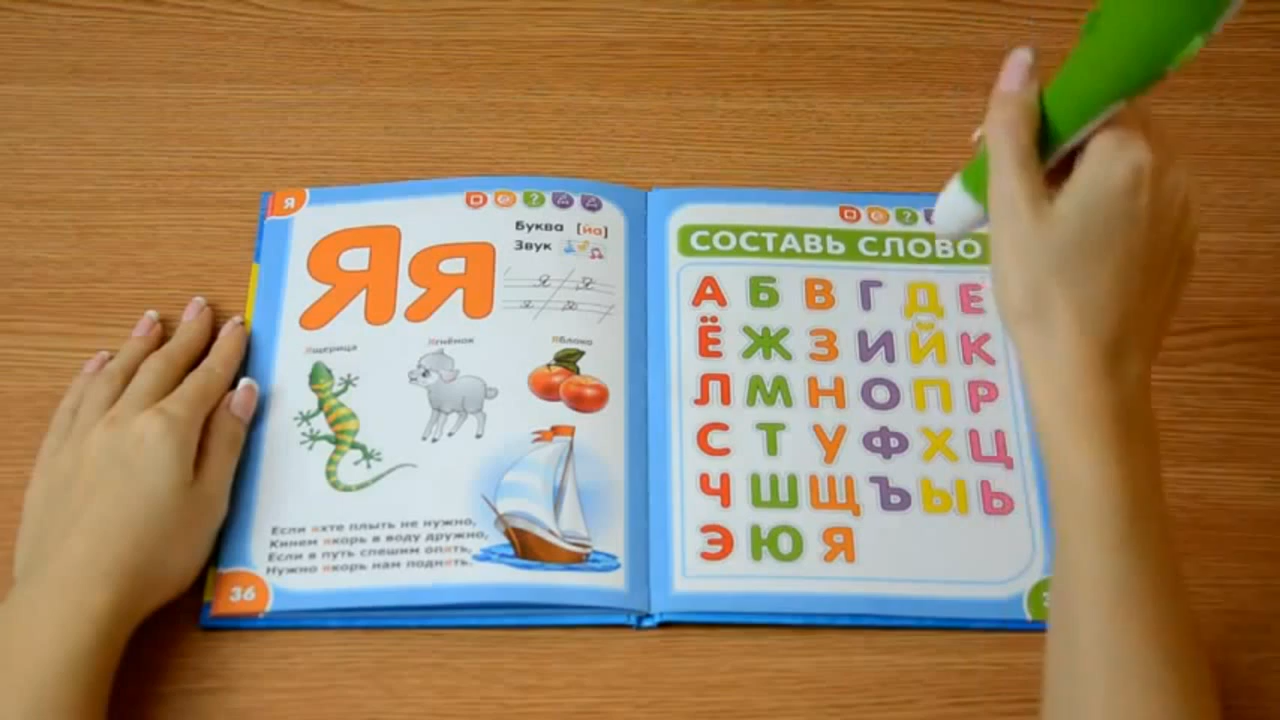 Я
Яя
Буква [йа]
Звук
я я
я я
Ящерица Ягнёнок Яблоко
Если яхте плыть не нужно,
Кинем якорь в воду дружно,
Если в путь спешим опять,
Нужно якорь нам поднять.
36
?
?
СОСТАВЬ СЛОВО
А Б В Г Д Е
Ё Ж З И Й К
Л М Н О П Р
С Т У Ф Х Ц
Ч Ш Щ Ъ Ы Ь
Э Ю Я